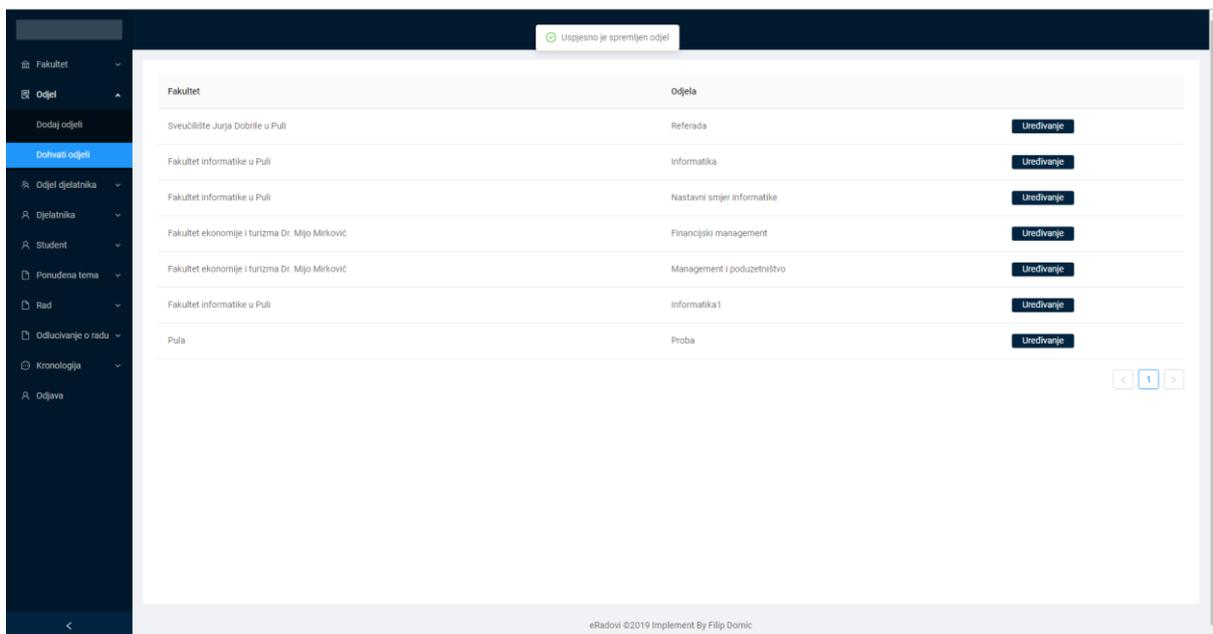 Uspjesno je spremljen odjel
Fakultet
Odjel
Dodaj odjeli
Dohvati odjeli
Odjel djelatnika
Djelatnika
Student
Ponuđena tema
Rad
Odlucivanje o radu
Kronologija
Odjava
Fakultet Odjela
Sveučilište Jurja Dobrile u Puli Referada Uređivanje
Fakultet informatike u Puli Informatika Uređivanje
Fakultet informatike u Puli Nastavni smjer informatike Uređivanje
Fakultet ekonomije i turizma Dr. Mijo Mirković Financijski management Uređivanje
Fakultet ekonomije i turizma Dr. Mijo Mirković Management i poduzetništvo Uređivanje
Fakultet informatike u Puli Informatika1 Uređivanje
Pula Proba Uređivanje
< 1 >
<
eRadovi ©2019 Implement By Filip Domic